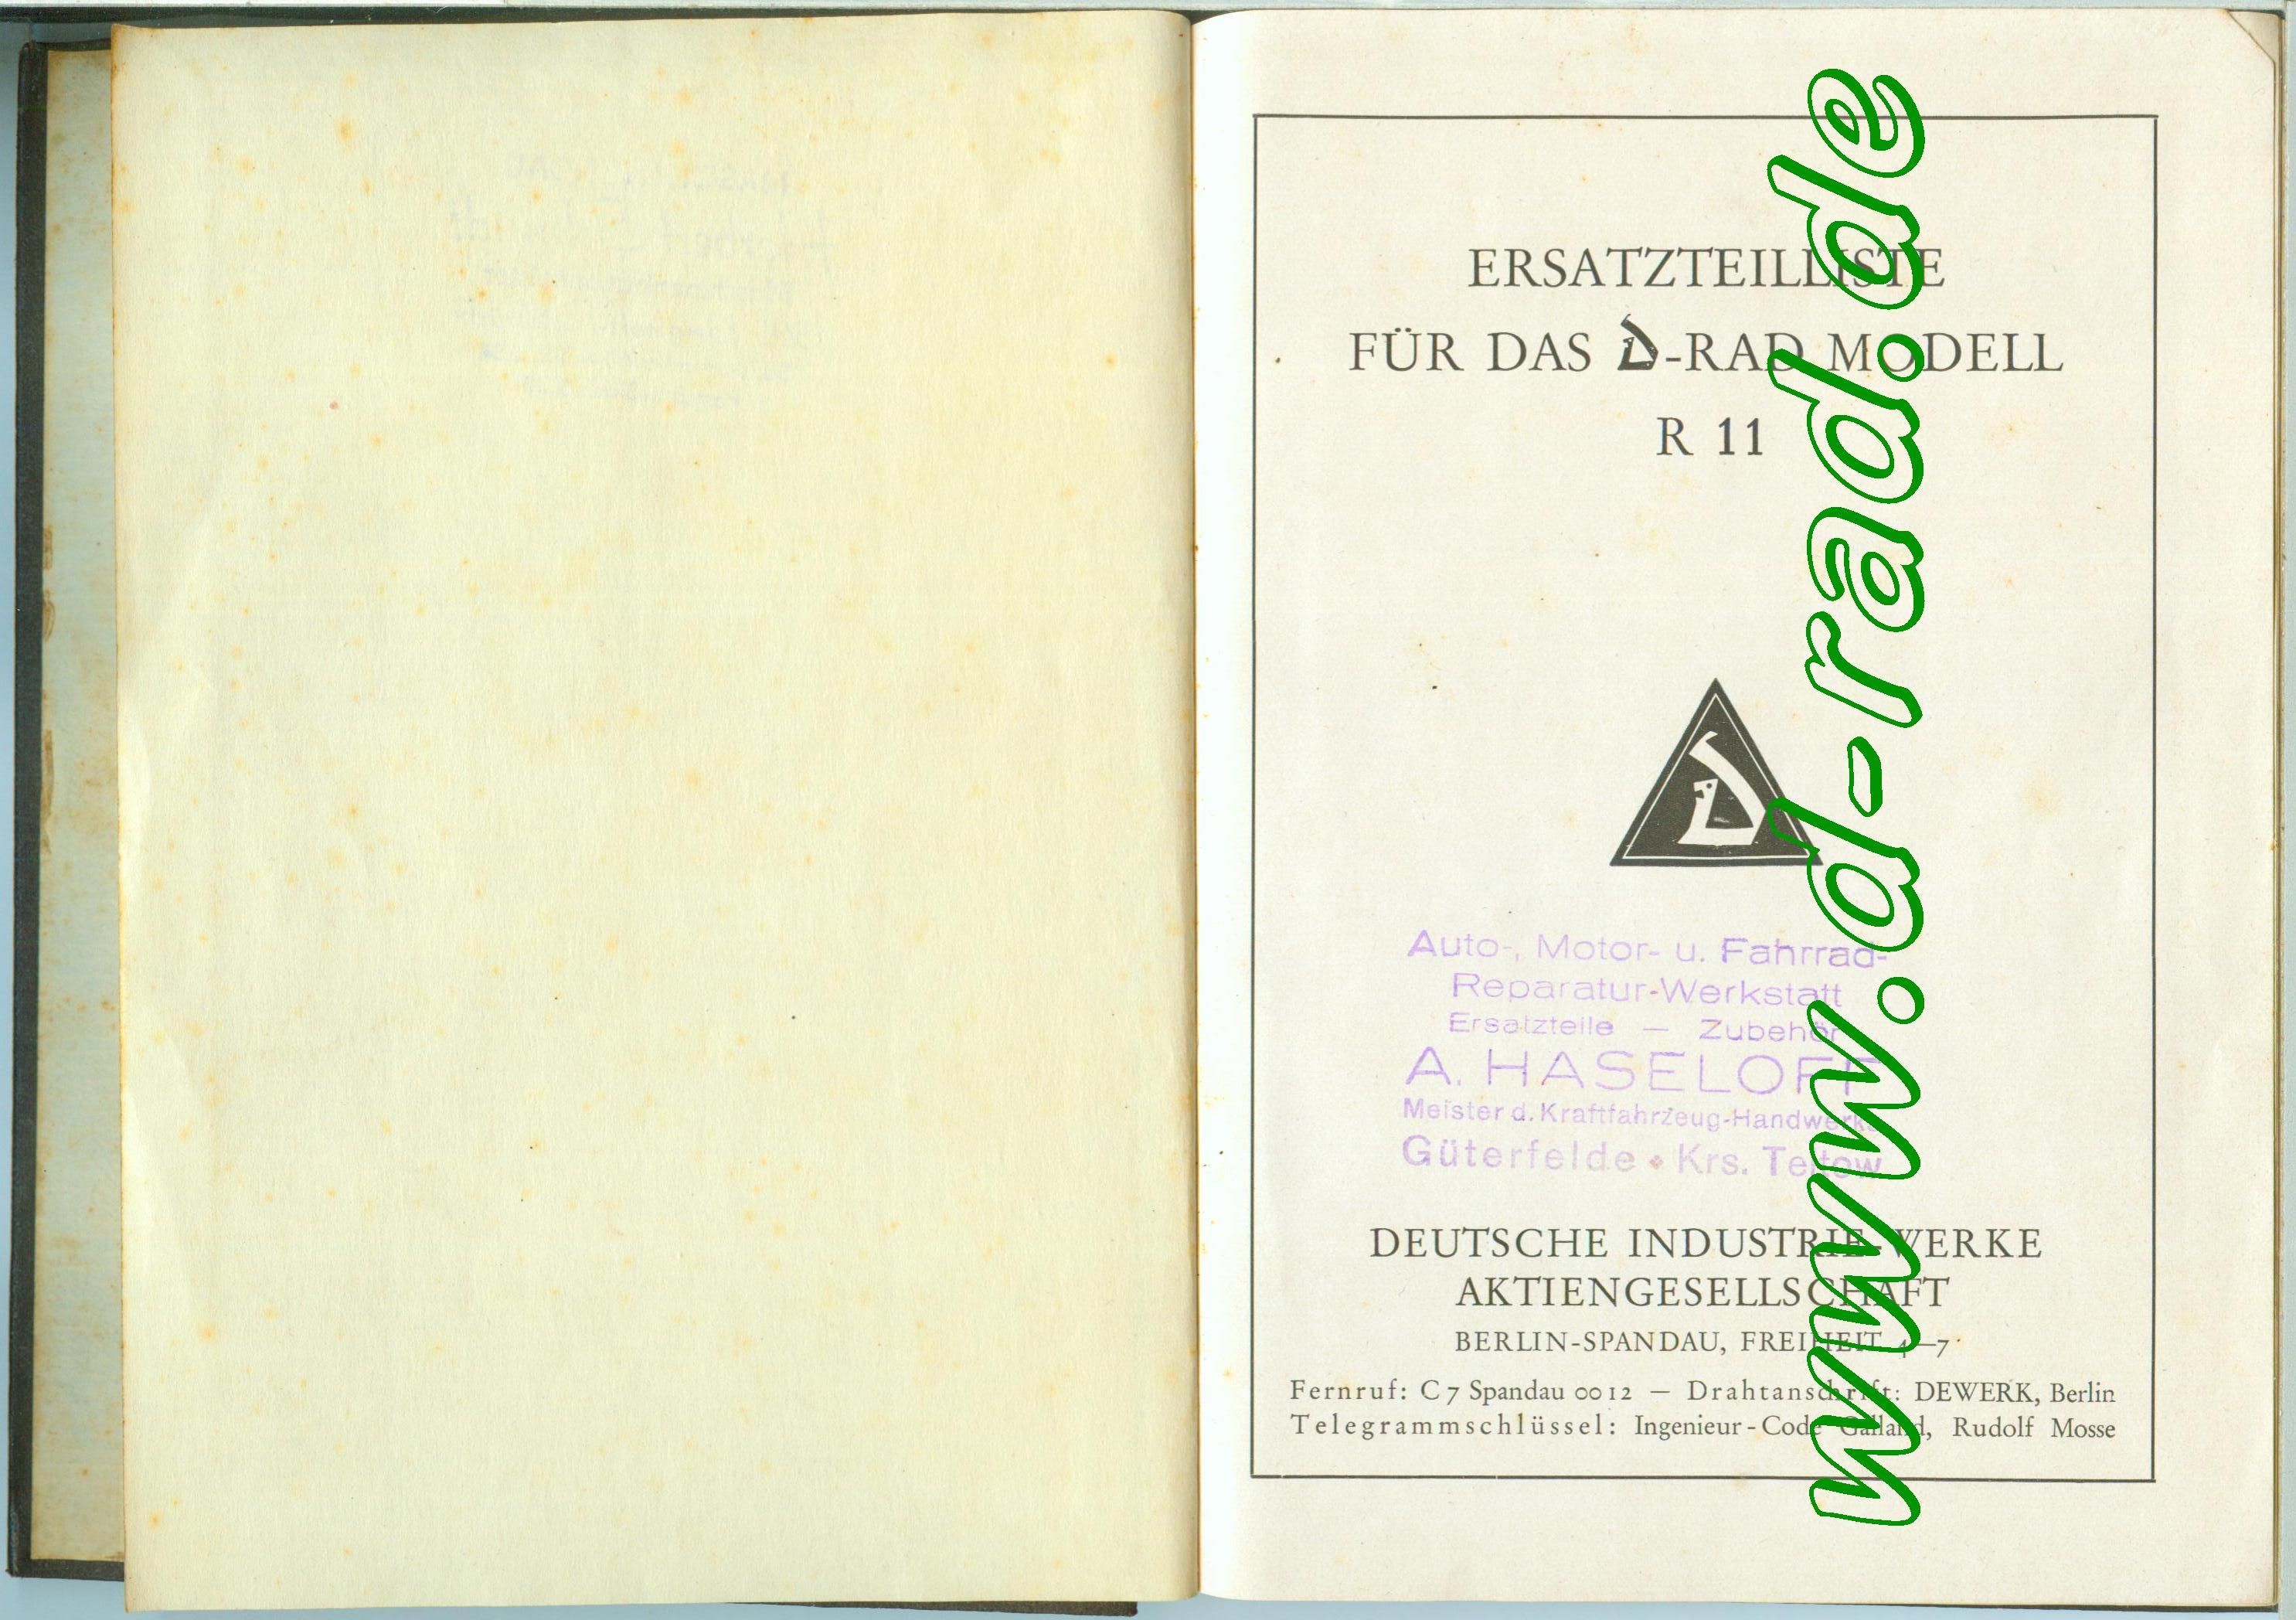 ERSATZTEILLISTE
FÜR DAS D-RAD MODELL
R 11
Auto-, Motor- u. Fahrrad-
Reparatur-Werkstatt
Ersatzteile — Zubehör
A. HASELOFF
Meister d. Kraftfahrzeug-Handwerks
Güterfelde • Krs. Teltow
DEUTSCHE INDUSTRIE-WERKE
AKTIENGESELLSCHAFT
BERLIN-SPANDAU, FREIHEIT 4—7
Fernruf: C 7 Spandau 0012 — Drahtanschrift: DEWERK, Berlin
Telegrammschlüssel: Ingenieur-Code Galland, Rudolf Mosse
www.d-rad.de